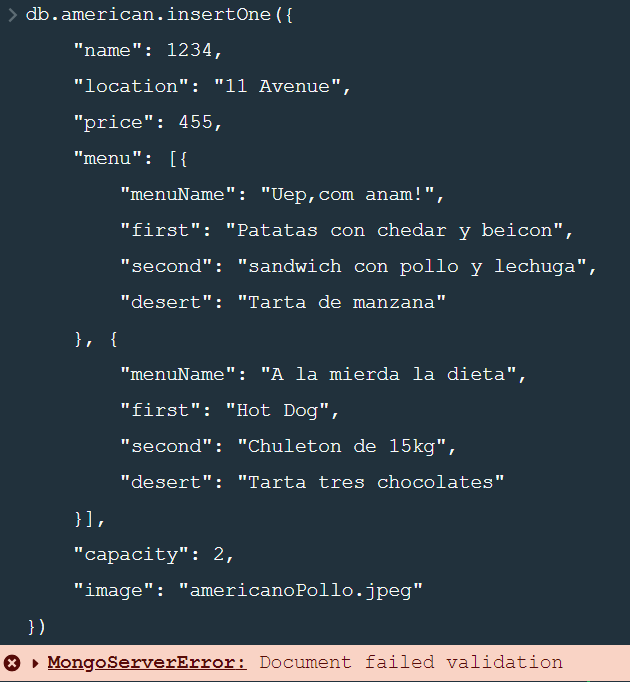 db.american.insertOne({
"name": 1234,
"location": "11 Avenue",
"price": 455,
"menu": [{
"menuName": "Uep,com anam!",
"first": "Patatas con chedar y beicon",
"second": "sandwich con pollo y lechuga",
"desert": "Tarta de manzana"
}, {
"menuName": "A la mierda la dieta",
"first": "Hot Dog",
"second": "Chuleton de 15kg",
"desert": "Tarta tres chocolates"
}],
"capacity": 2,
"image": "americanoPollo.jpeg"
})
MongoServerError: Document failed validation